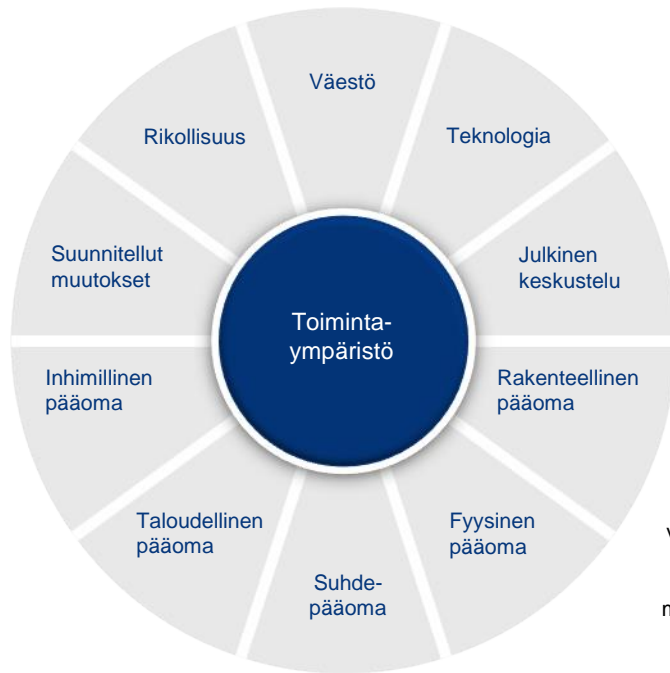 Väestö
Teknologia
Julkinen
keskustelu
Rakenteellinen
pääoma
Fyysinen
pääoma
Suhde-
pääoma
Taloudellinen
pääoma
Inhimillinen
pääoma
Suunnitellut
muutokset
Rikollisuus
Toiminta-
ympäristö